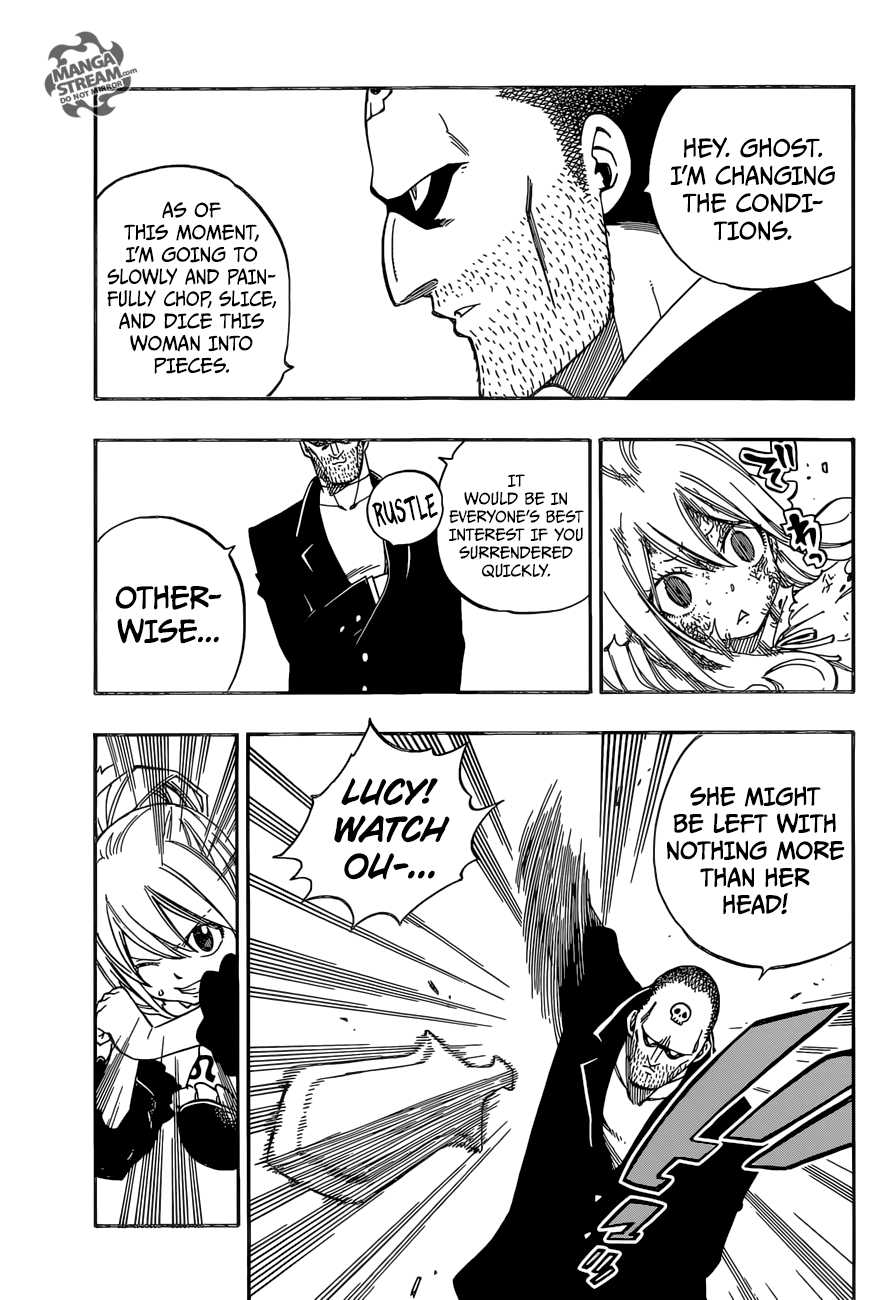 MANGA
STREAM.com
DO NOT MIRROR
HEY. GHOST.
I'M CHANGING
THE CONDI-
TIONS.
AS OF
THIS MOMENT,
I'M GOING TO
SLOWLY AND PAIN-
FULLY CHOP, SLICE,
AND DICE THIS
WOMAN INTO
PIECES.
わっ
IT
WOULD BE IN
EVERYONE'S BEST
INTEREST IF YOU
SURRENDERED
QUICKLY.
RUSTLE
OTHER-
WISE...
SHE MIGHT
BE LEFT WITH
NOTHING MORE
THAN HER
HEAD!
LUCY!
WATCH
OU-...